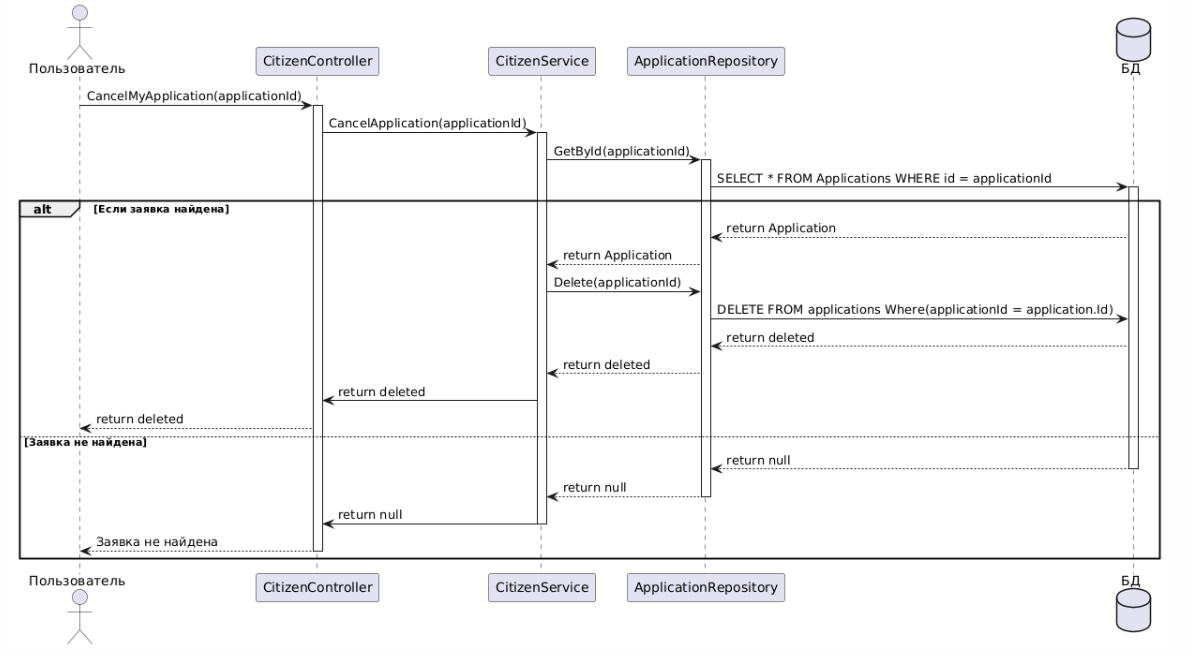 Пользователь
CitizenController
CitizenService
ApplicationRepository
БД
CancelMyApplication(applicationId)
CancelApplication(applicationId)
GetById(applicationId)
SELECT * FROM Applications WHERE id = applicationId
alt
[Если заявка найдена]
return Application
return Application
Delete(applicationId)
DELETE FROM applications Where(applicationId = application.Id)
return deleted
return deleted
return deleted
return deleted
[Заявка не найдена]
return null
return null
return null
Заявка не найдена
Пользователь
CitizenController
CitizenService
ApplicationRepository
БД